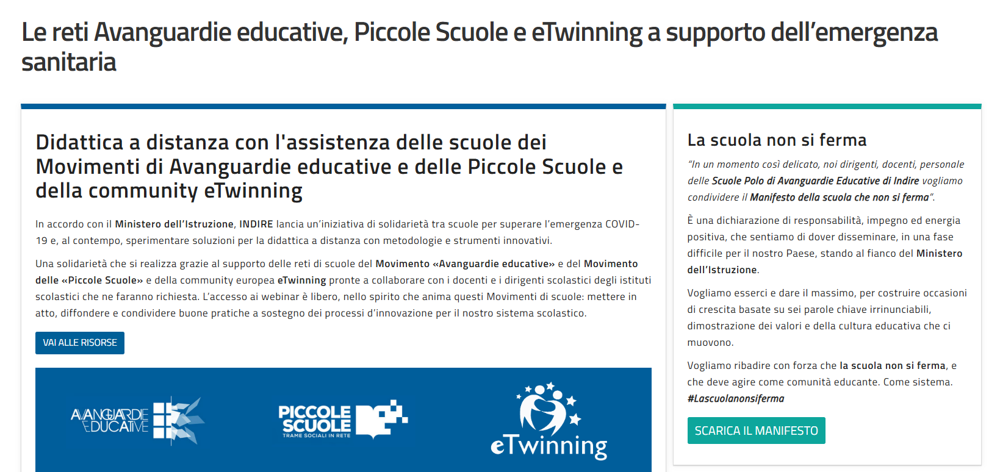 Le reti Avanguardie educative, Piccole Scuole e eTwinning a supporto dell’emergenza
sanitaria
Didattica a distanza con l'assistenza delle scuole dei
Movimenti di Avanguardie educative e delle Piccole Scuole e
della community eTwinning
In accordo con il Ministero dell’Istruzione, INDIRE lancia un’iniziativa di solidarietà tra scuole per superare l’emergenza COVID-
19 e, al contempo, sperimentare soluzioni per la didattica a distanza con metodologie e strumenti innovativi.
Una solidarietà che si realizza grazie al supporto delle reti di scuole del Movimento «Avanguardie educative» e del Movimento
delle «Piccole Scuole» e della community europea eTwinning pronte a collaborare con i docenti e i dirigenti scolastici degli istituti
scolastici che ne faranno richiesta. L’accesso ai webinar è libero, nello spirito che anima questi Movimenti di scuole: mettere in
atto, diffondere e condividere buone pratiche a sostegno dei processi d’innovazione per il nostro sistema scolastico.
VAI ALLE RISORSE
AVANGUARDIE
EDUCATIVE
PICCOLE
SCUOLE
TRAME SOCIALI IN RETE
eTwinning
La scuola non si ferma
“In un momento così delicato, noi dirigenti, docenti, personale
delle Scuole Polo di Avanguardie Educative di Indire vogliamo
condividere il Manifesto della scuola che non si ferma”.
È una dichiarazione di responsabilità, impegno ed energia
positiva, che sentiamo di dover disseminare, in una fase
difficile per il nostro Paese, stando al fianco del Ministero
dell’Istruzione.
Vogliamo esserci e dare il massimo, per costruire occasioni
di crescita basate su sei parole chiave irrinunciabili,
dimostrazione dei valori e della cultura educativa che ci
muovono.
Vogliamo ribadire con forza che la scuola non si ferma, e
che deve agire come comunità educante. Come sistema.
#Lascuolanonsiferma
SCARICA IL MANIFESTO